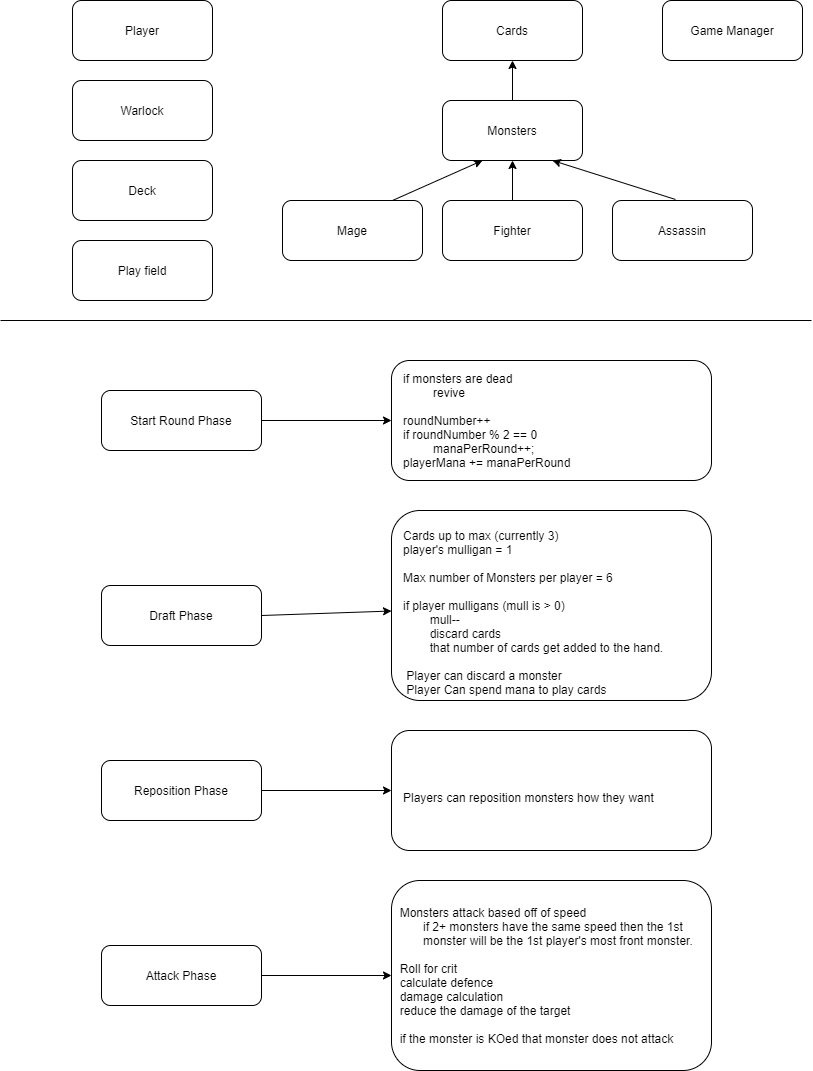 Player
Cards
Game Manager
Warlock
Monsters
Deck
Mage
Fighter
Assassin
Play field
Start Round Phase
if monsters are dead
revive
roundNumber++
if roundNumber % 2 == 0
manaPerRound++;
playerMana += manaPerRound
Draft Phase
Cards up to max (currently 3)
player's mulligan = 1
Max number of Monsters per player = 6
if player mulligans (mull is > 0)
mull--
discard cards
that number of cards get added to the hand.
Player can discard a monster
Player Can spend mana to play cards
Reposition Phase
Players can reposition monsters how they want
Attack Phase
Monsters attack based off of speed
if 2+ monsters have the same speed then the 1st
monster will be the 1st player's most front monster.
Roll for crit
calculate defence
damage calculation
reduce the damage of the target
if the monster is KOed that monster does not attack